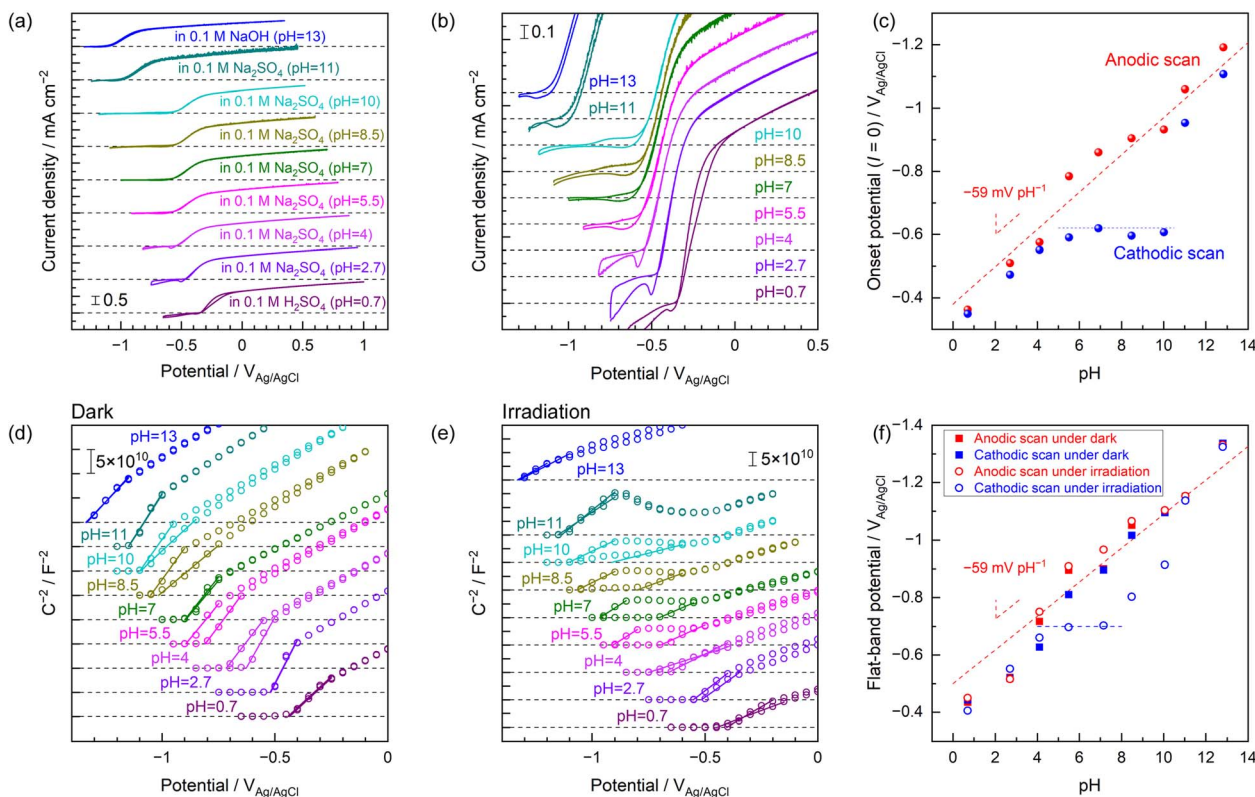 (a)
in 0.1 M NaOH (pH=13)
in 0.1 M Na₂SO₄ (pH=11)
in 0.1 M Na₂SO₄ (pH=10)
in 0.1 M Na₂SO₄ (pH=8.5)
in 0.1 M Na₂SO₄ (pH=7)
in 0.1 M Na₂SO₄ (pH=5.5)
in 0.1 M Na₂SO₄ (pH=4)
in 0.1 M Na₂SO₄ (pH=2.7)
0.5
in 0.1 M H₂SO₄ (pH=0.7)
Current density / mA cm⁻²
−1 −0.5 0 0.5 1
Potential / V Ag/AgCl
(b)
0.1
pH=13
pH=11
pH=10
pH=8.5
pH=7
pH=5.5
pH=4
pH=2.7
pH=0.7
Current density / mA cm⁻²
−1 −0.5 0 0.5
Potential / V Ag/AgCl
(c)
−1.2
−1
−0.8
−0.6
−0.4
Anodic scan
−59 mV pH⁻¹
Cathodic scan
Onset potential (I = 0) / V Ag/AgCl
0 2 4 6 8 10 12 14
pH
(d)
Dark
5×10¹⁰
pH=13
pH=11
pH=10
pH=8.5
pH=7
pH=5.5
pH=4
pH=2.7
pH=0.7
C⁻² / F⁻²
−1 −0.5 0
Potential / V Ag/AgCl
(e)
Irradiation
5×10¹⁰
pH=13
pH=11
pH=10
pH=8.5
pH=7
pH=5.5
pH=4
pH=2.7
pH=0.7
C⁻² / F⁻²
−1 −0.5 0
Potential / V Ag/AgCl
(f)
−1.4
−1.2
−1
−0.8
−0.6
−0.4
Anodic scan under dark
Cathodic scan under dark
Anodic scan under irradiation
Cathodic scan under irradiation
−59 mV pH⁻¹
Flat-band potential / V Ag/AgCl
0 2 4 6 8 10 12 14
pH